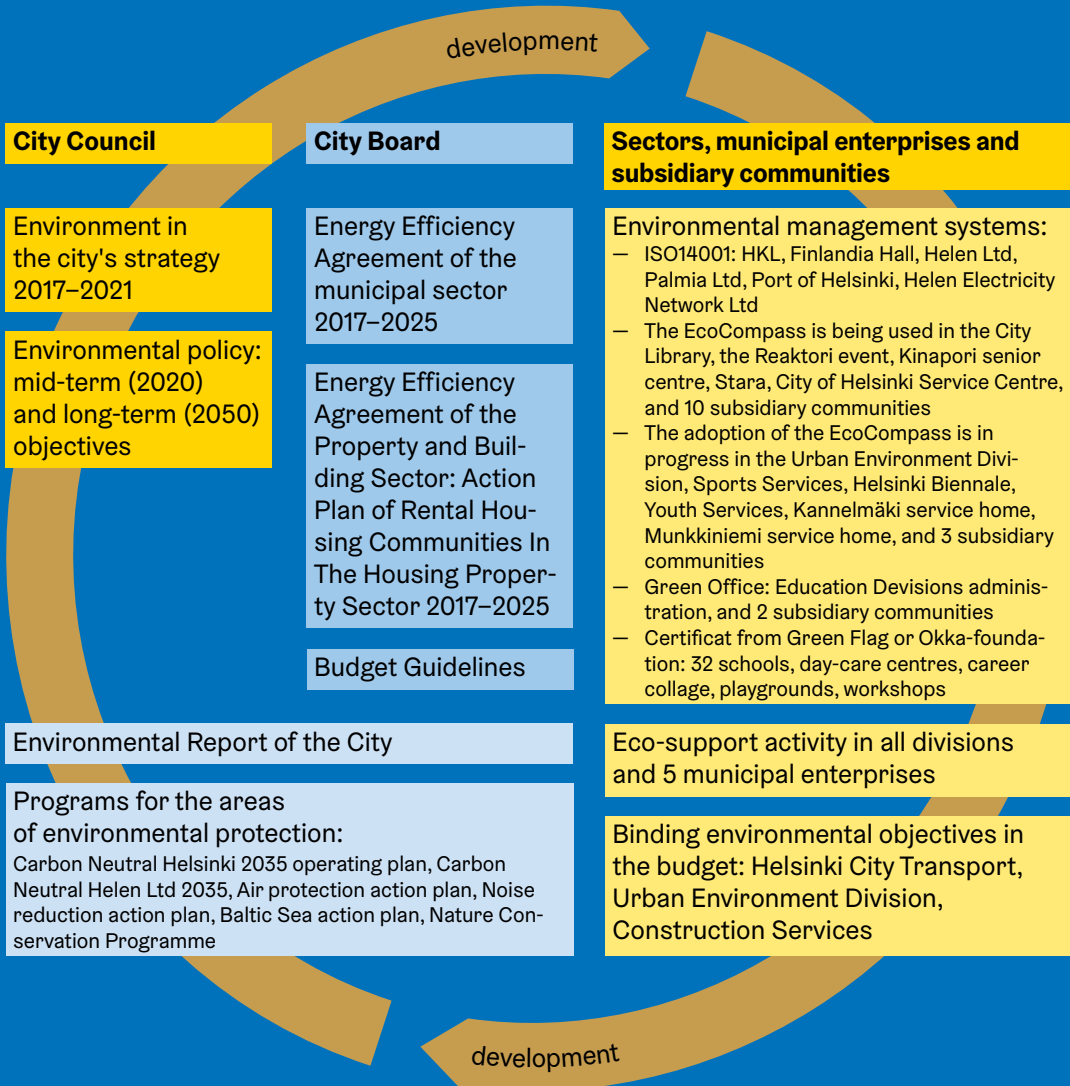 development
City Council
Environment in
the city's strategy
2017–2021
Environmental policy:
mid-term (2020)
and long-term (2050)
objectives
City Board
Energy Efficiency
Agreement of the
municipal sector
2017–2025
Energy Efficiency
Agreement of the
Property and Buil-
ding Sector: Action
Plan of Rental Hou-
sing Communities In
The Housing Proper-
ty Sector 2017–2025
Budget Guidelines
Environmental Report of the City
Programs for the areas
of environmental protection:
Carbon Neutral Helsinki 2035 operating plan, Carbon
Neutral Helen Ltd 2035, Air protection action plan, Noise
reduction action plan, Baltic Sea action plan, Nature Con-
servation Programme
Sectors, municipal enterprises and
subsidiary communities
Environmental management systems:
— ISO14001: HKL, Finlandia Hall, Helen Ltd,
Palmia Ltd, Port of Helsinki, Helen Electricity
Network Ltd
— The EcoCompass is being used in the City
Library, the Reaktori event, Kinapori senior
centre, Stara, City of Helsinki Service Centre,
and 10 subsidiary communities
— The adoption of the EcoCompass is in
progress in the Urban Environment Divi-
sion, Sports Services, Helsinki Biennale,
Youth Services, Kannelmäki service home,
Munkkiniemi service home, and 3 subsidiary
communities
— Green Office: Education Devisions adminis-
tration, and 2 subsidiary communities
— Certificat from Green Flag or Okka-founda-
tion: 32 schools, day-care centres, career
collage, playgrounds, workshops
Eco-support activity in all divisions
and 5 municipal enterprises
Binding environmental objectives in
the budget: Helsinki City Transport,
Urban Environment Division,
Construction Services
development